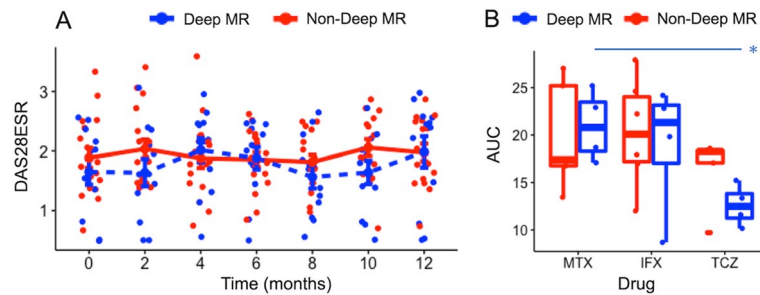 A
Deep MR
Non-Deep MR
DAS28ESR
3
2
1
0
2
4
6
8
10
12
Time (months)
B
Deep MR
Non-Deep MR
*
AUC
25
20
15
10
MTX
IFX
TCZ
Drug